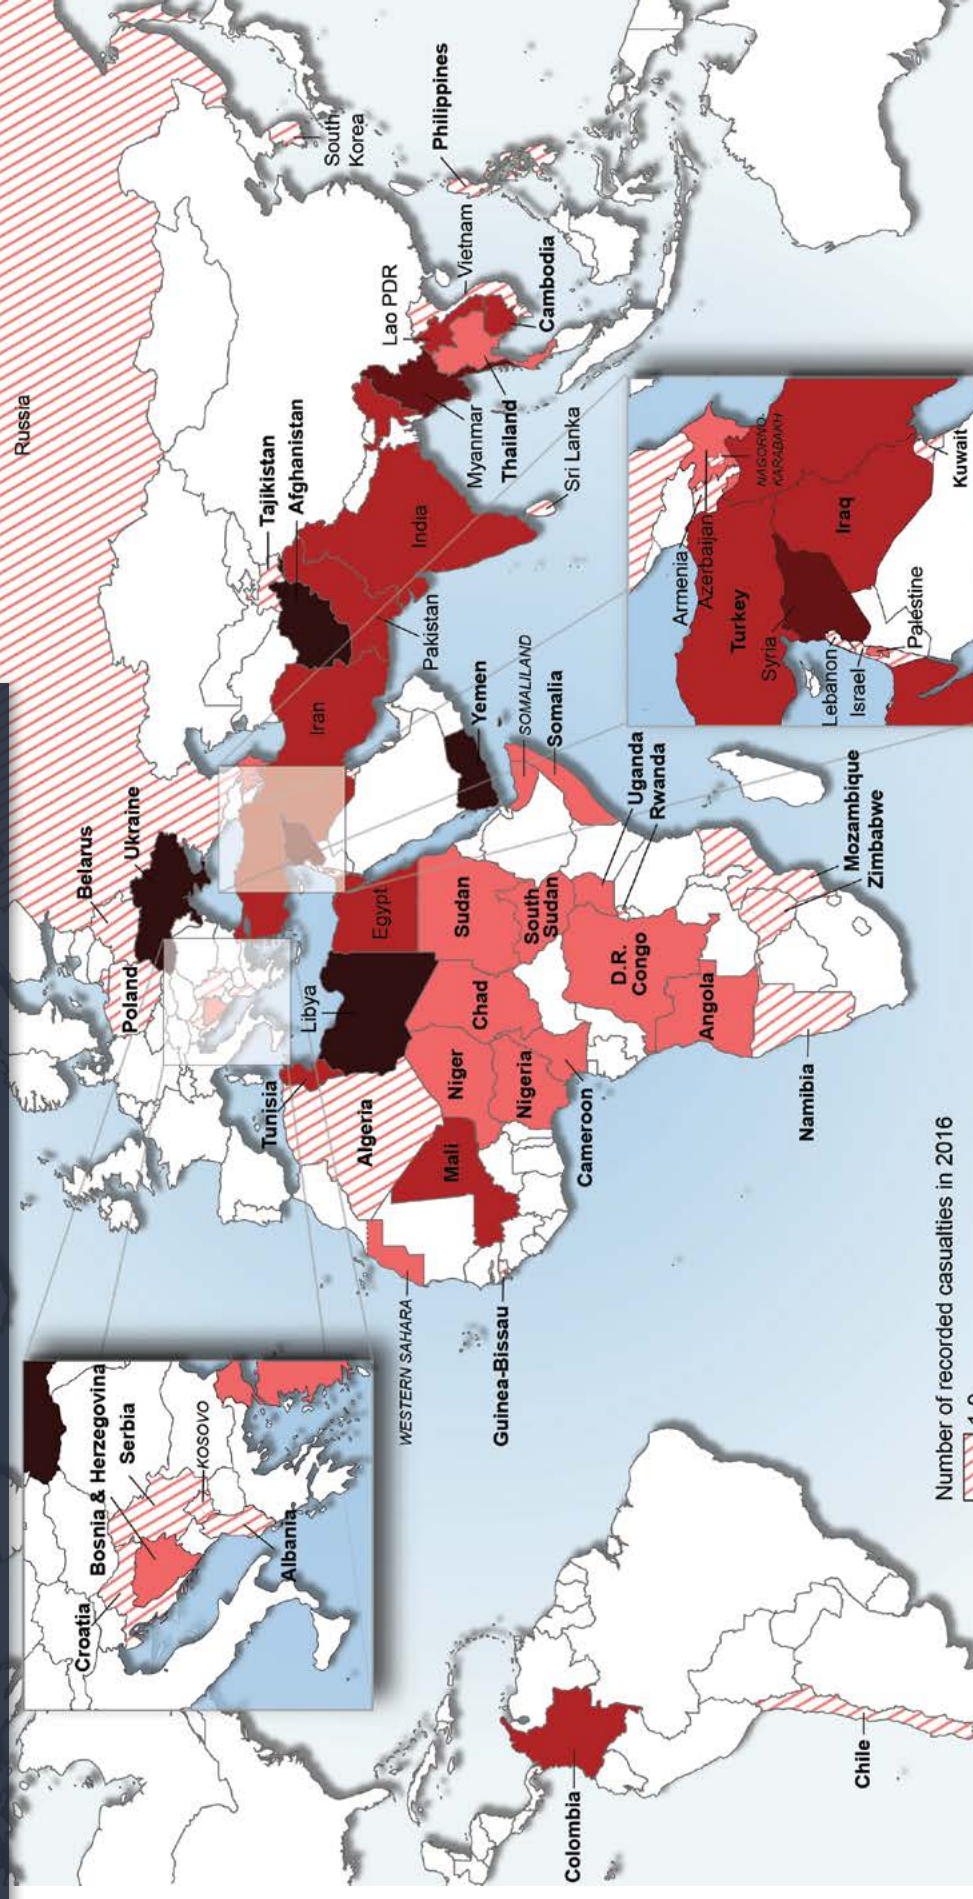 Russia
South
Korea
Philippines
Vietnam
Lao PDR
Cambodia
Tajikistan
Afghanistan
Myanmar
Thailand
Sri Lanka
India
Pakistan
Iran
Belarus
Ukraine
Poland
Yemen
SOMALILAND
Somalia
Uganda
Rwanda
Mozambique
Zimbabwe
Egypt
Sudan
South
Sudan
D.R.
Congo
Libya
Chad
Angola
Tunisia
Algeria
Niger
Nigeria
Mali
Cameroon
Namibia
WESTERN SAHARA
Guinea-Bissau
Croatia
Bosnia & Herzegovina
Serbia
KOSOVO
Albania
Armenia
Azerbaijan
NAGORNO-
KARABAKH
Turkey
Syria
Iraq
Lebanon
Israel
Palestine
Kuwait
Colombia
Chile
Number of recorded casualties in 2016